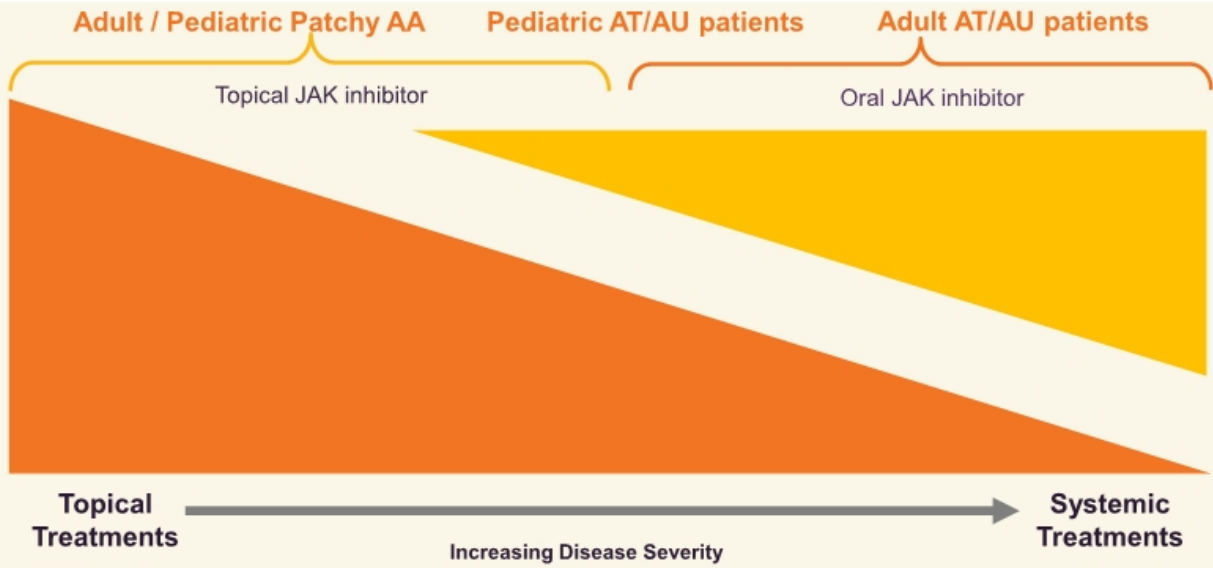 Adult / Pediatric Patchy AA
Pediatric AT/AU patients
Adult AT/AU patients
Topical JAK inhibitor
Oral JAK inhibitor
Topical
Treatments
Systemic
Treatments
Increasing Disease Severity